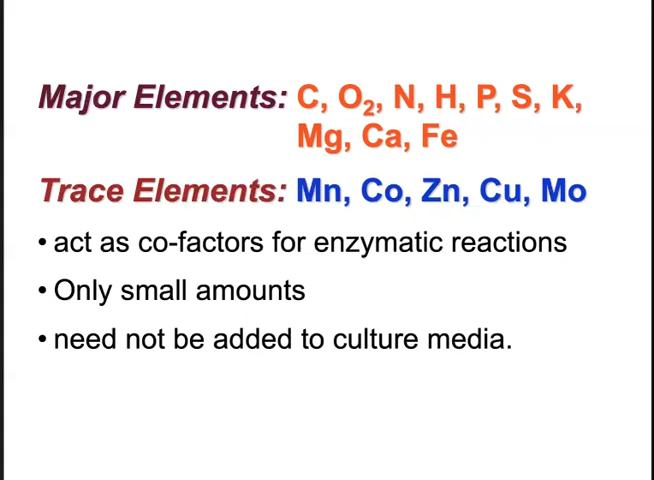 Major Elements: C, O₂, N, H, P, S, K,
Mg, Ca, Fe
Trace Elements: Mn, Co, Zn, Cu, Mo
• act as co-factors for enzymatic reactions
• Only small amounts
• need not be added to culture media.